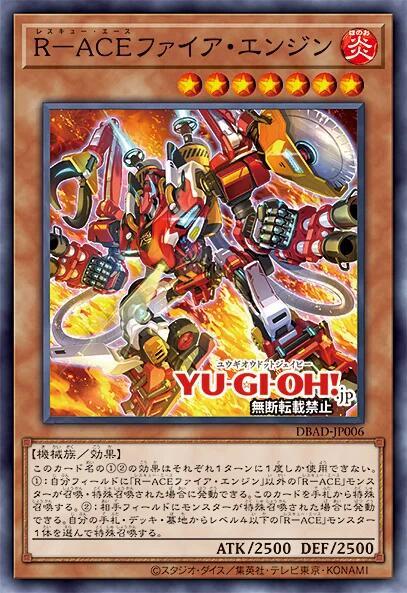 レスキュー・エース
R－ACEファイア・エンジン
ほのお
炎
ユウギオウドットジェイピー
YU-GI-OH!.jp
無断転載禁止
DBAD-JP006
【機械族／効果】
このカード名の①②の効果はそれぞれ1ターンに1度しか使用できない。
①：自分フィールドに「R－ACEファイア・エンジン」以外の「R－ACE」モン
スターが召喚・特殊召喚された場合に発動できる。このカードを手札から特殊
召喚する。②：相手フィールドにモンスターが特殊召喚された場合に発動で
きる。自分の手札・デッキ・墓地からレベル4以下の「R－ACE」モンスター
1体を選んで特殊召喚する。
ATK/2500 DEF/2500
©スタジオ・ダイス／集英社・テレビ東京・KONAMI